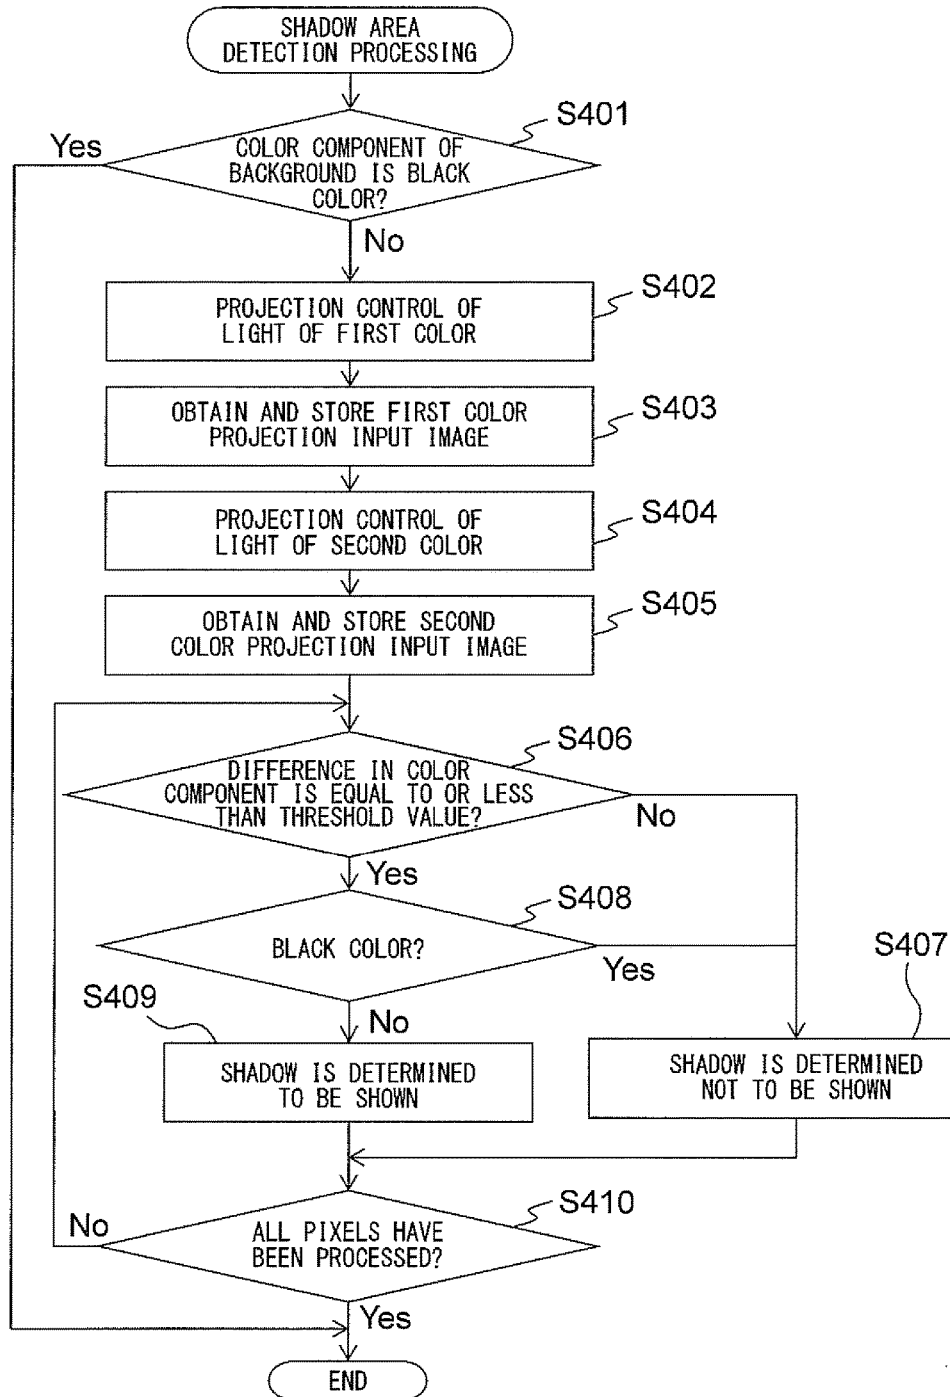 SHADOW AREA
DETECTION PROCESSING
S401
Yes
COLOR COMPONENT OF
BACKGROUND IS BLACK
COLOR?
No
S402
PROJECTION CONTROL OF
LIGHT OF FIRST COLOR
S403
OBTAIN AND STORE FIRST COLOR
PROJECTION INPUT IMAGE
S404
PROJECTION CONTROL OF
LIGHT OF SECOND COLOR
S405
OBTAIN AND STORE SECOND
COLOR PROJECTION INPUT IMAGE
S406
DIFFERENCE IN COLOR
COMPONENT IS EQUAL TO OR LESS
THAN THRESHOLD VALUE?
No
Yes
S408
BLACK COLOR?
Yes
S407
S409
No
SHADOW IS DETERMINED
TO BE SHOWN
SHADOW IS DETERMINED
NOT TO BE SHOWN
S410
No
ALL PIXELS HAVE
BEEN PROCESSED?
Yes
END